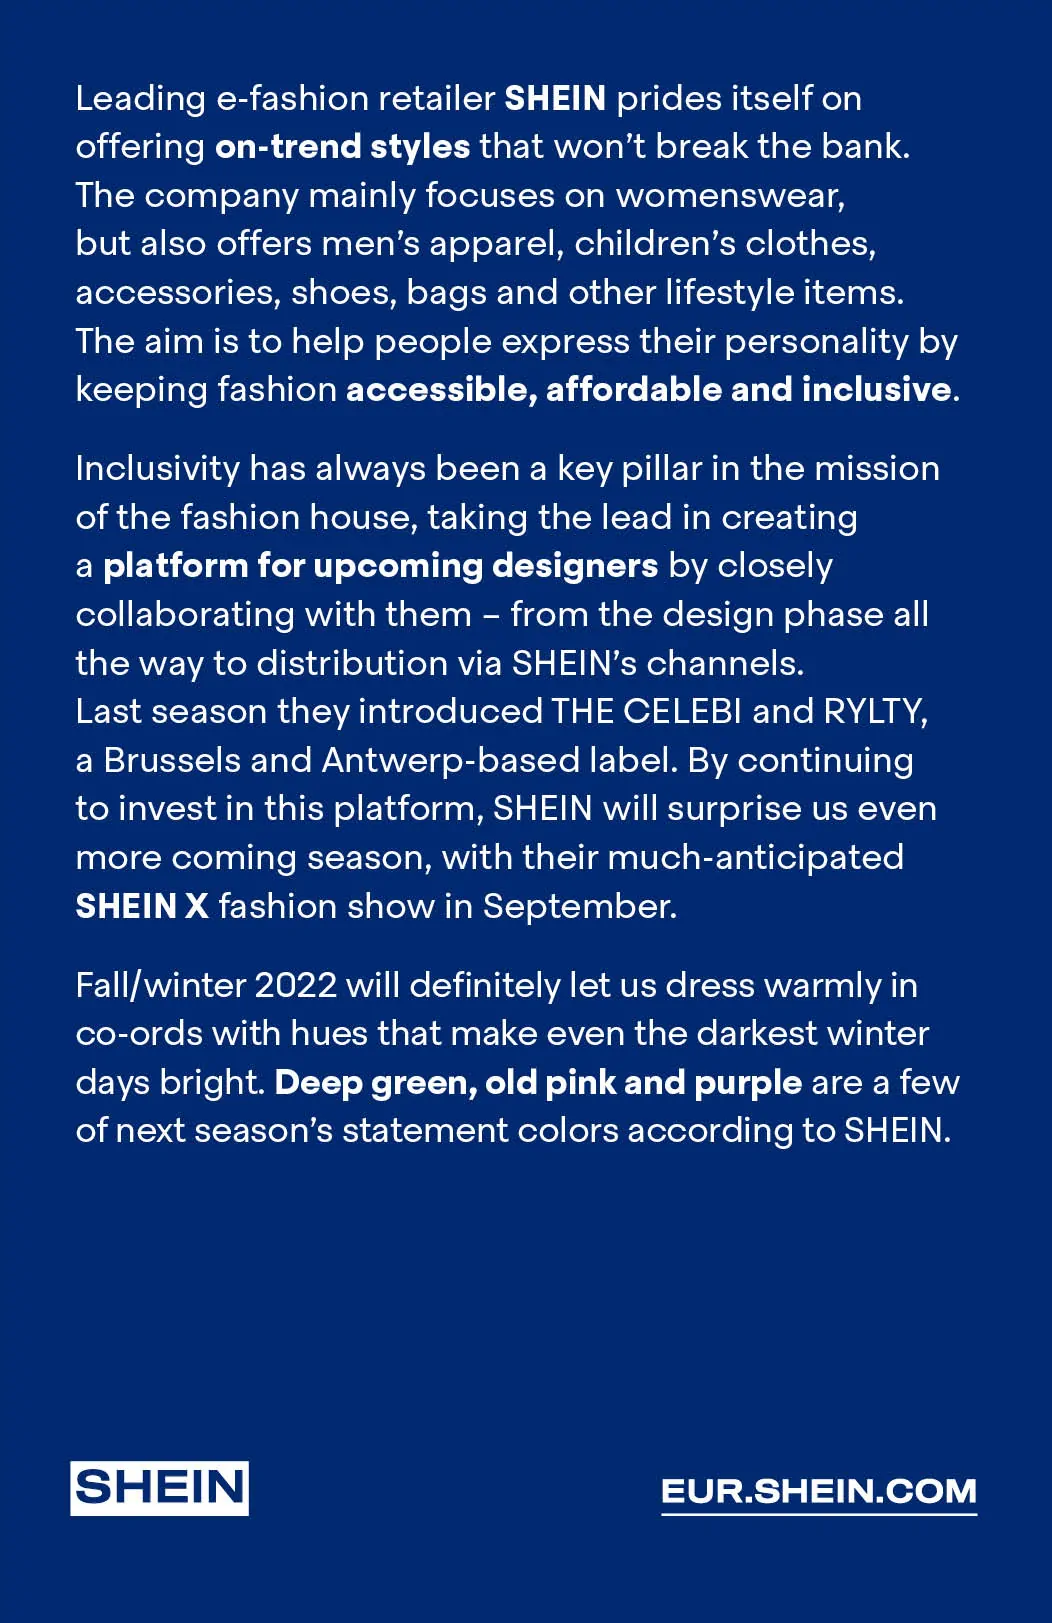 Leading e-fashion retailer SHEIN prides itself on
offering on-trend styles that won’t break the bank.
The company mainly focuses on womenswear,
but also offers men’s apparel, children’s clothes,
accessories, shoes, bags and other lifestyle items.
The aim is to help people express their personality by
keeping fashion accessible, affordable and inclusive.
Inclusivity has always been a key pillar in the mission
of the fashion house, taking the lead in creating
a platform for upcoming designers by closely
collaborating with them – from the design phase all
the way to distribution via SHEIN’s channels.
Last season they introduced THE CELEBI and RYLTY,
a Brussels and Antwerp-based label. By continuing
to invest in this platform, SHEIN will surprise us even
more coming season, with their much-anticipated
SHEIN X fashion show in September.
Fall/winter 2022 will definitely let us dress warmly in
co-ords with hues that make even the darkest winter
days bright. Deep green, old pink and purple are a few
of next season’s statement colors according to SHEIN.
SHEIN
EUR.SHEIN.COM